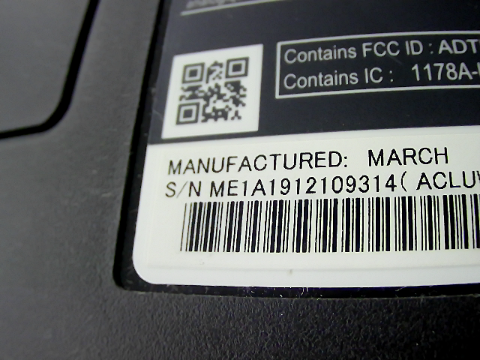 Contains FCC ID : ADT
Contains IC : 1178A-
MANUFACTURED: MARCH
S/N ME1A1912109314( ACLU